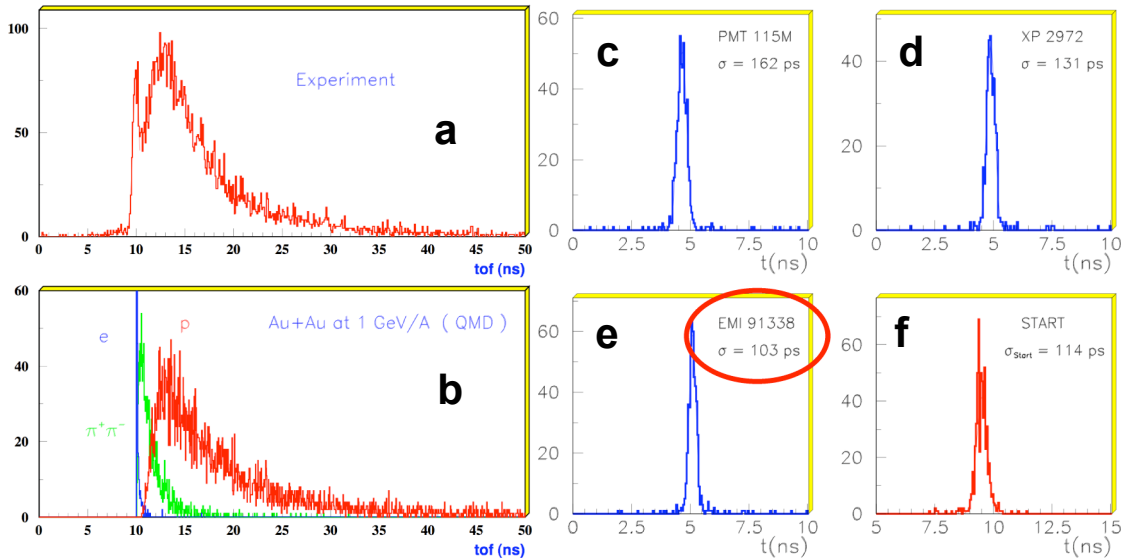 100
50
0
Experiment
a
0 5 10 15 20 25 30 35 40 45 50
tof (ns)
60
40
20
0
Au+Au at 1 GeV/A ( QMD )
e
p
π⁺π⁻
b
0 5 10 15 20 25 30 35 40 45 50
tof (ns)
60
40
20
0
c
PMT 115M
σ = 162 ps
0 2.5 5 7.5 10
t(ns)
40
20
0
d
XP 2972
σ = 131 ps
0 2.5 5 7.5 10
t(ns)
60
40
20
0
e
EMI 91338
σ = 103 ps
0 2.5 5 7.5 10
t(ns)
60
40
20
0
f
START
σStart = 114 ps
5 7.5 10 12.5 15
t(ns)